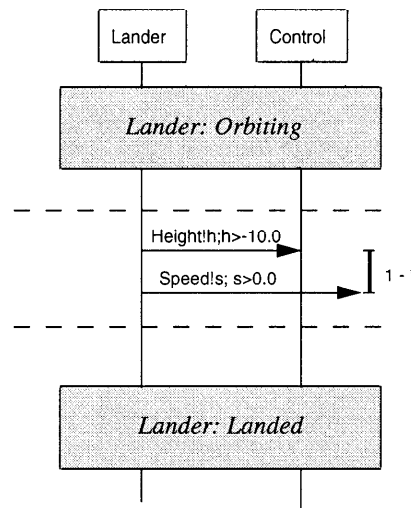 Lander Control
Lander: Orbiting
Height!h;h>-10.0
Speed!s; s>0.0
1 -
Lander: Landed